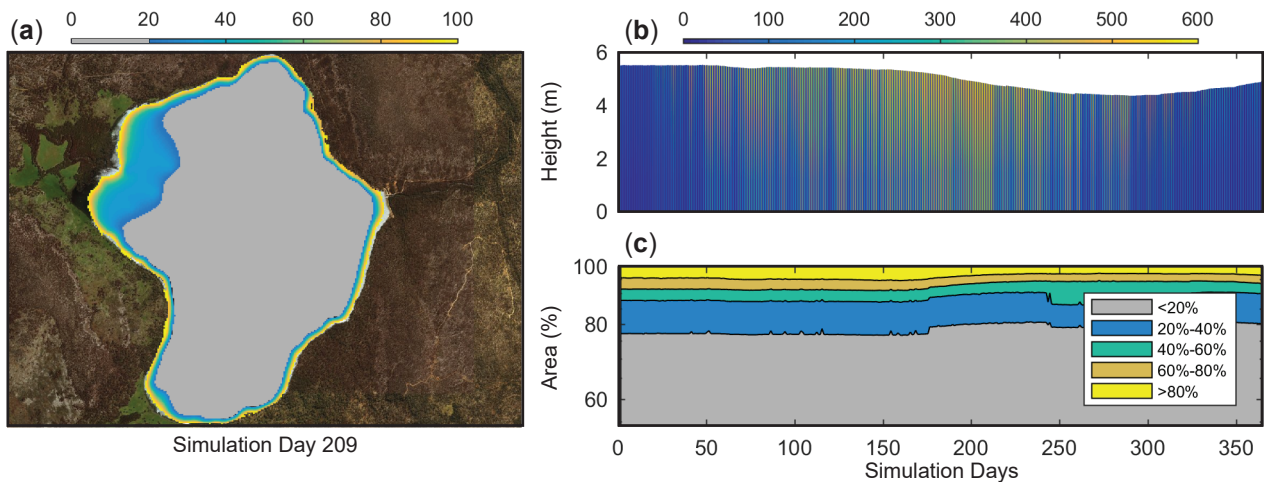 (a)
0 20 40 60 80 100
Simulation Day 209
(b)
0 100 200 300 400 500 600
Height (m)
6
4
2
0
(c)
Area (%)
100
80
60
<20%
20%-40%
40%-60%
60%-80%
>80%
0 50 100 150 200 250 300 350
Simulation Days